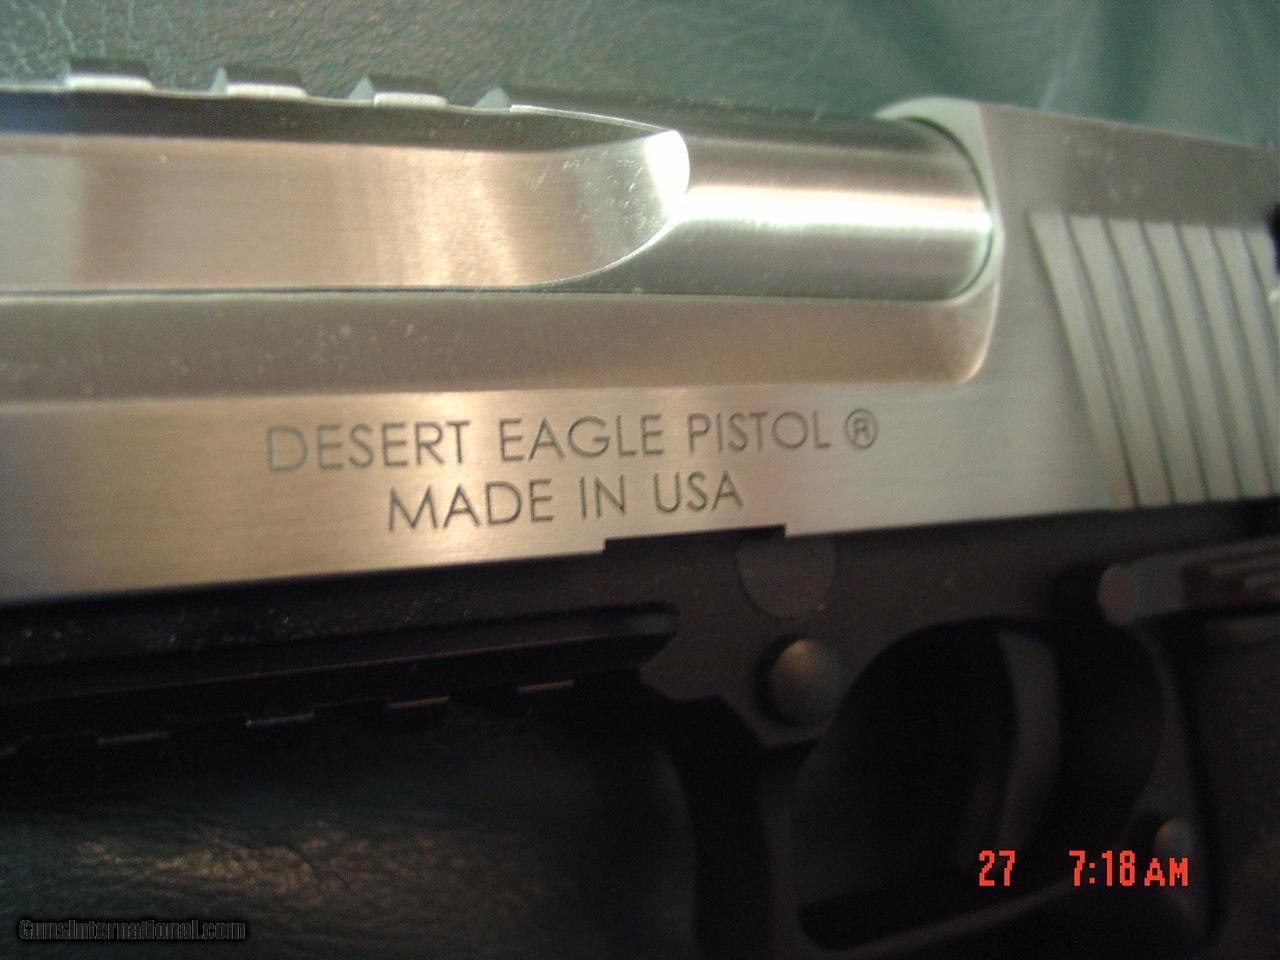 DESERT EAGLE PISTOL ®
MADE IN USA
27 7:18 AM
GunsInternational.com